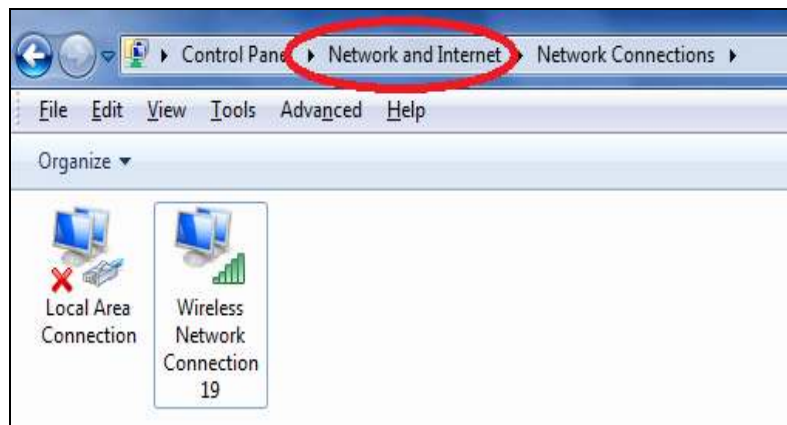 Control Panel ▸ Network and Internet ▸ Network Connections ▸
File Edit View Tools Advanced Help
Organize ▾
Local Area
Connection
Wireless
Network
Connection
19